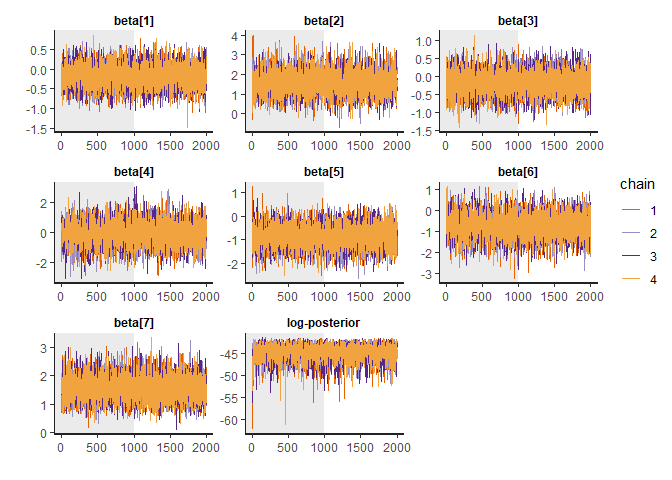 beta[1] beta[2] beta[3]
0.5 0.0 -0.5 -1.0 -1.5
4 3 2 1 0
1.0 0.5 0.0 -0.5 -1.0 -1.5
0 500 1000 1500 2000 0 500 1000 1500 2000 0 500 1000 1500 2000
beta[4] beta[5] beta[6]
2 0 -2
1 0 -1 -2
1 0 -1 -2 -3
0 500 1000 1500 2000 0 500 1000 1500 2000 0 500 1000 1500 2000
chain
1
2
3
4
beta[7] log-posterior
3 2 1 0
-45 -50 -55 -60
0 500 1000 1500 2000 0 500 1000 1500 2000